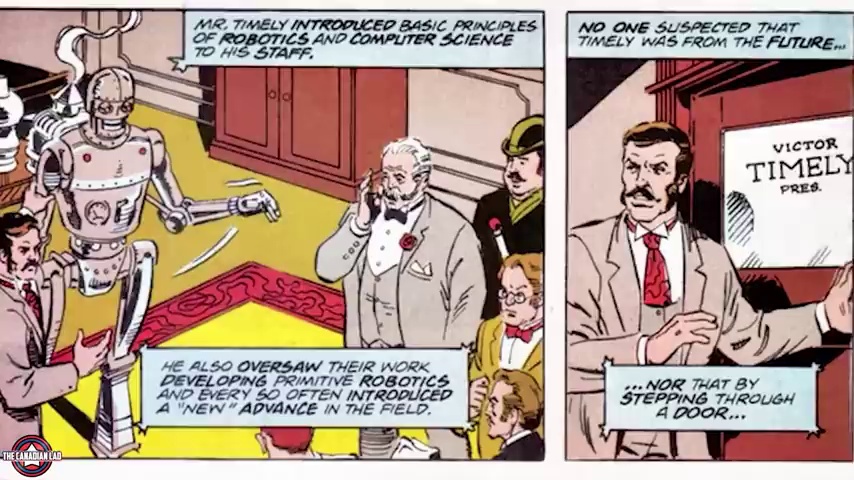 MR. TIMELY INTRODUCED BASIC PRINCIPLES
OF ROBOTICS AND COMPUTER SCIENCE
TO HIS STAFF.
HE ALSO OVERSAW THEIR WORK
DEVELOPING PRIMITIVE ROBOTICS
AND EVERY SO OFTEN INTRODUCED
A "NEW" ADVANCE IN THE FIELD.
NO ONE SUSPECTED THAT
TIMELY WAS FROM THE FUTURE...
VICTOR
TIMELY
PRES.
...NOR THAT BY
STEPPING THROUGH
A DOOR...
THE CANADIAN LAD